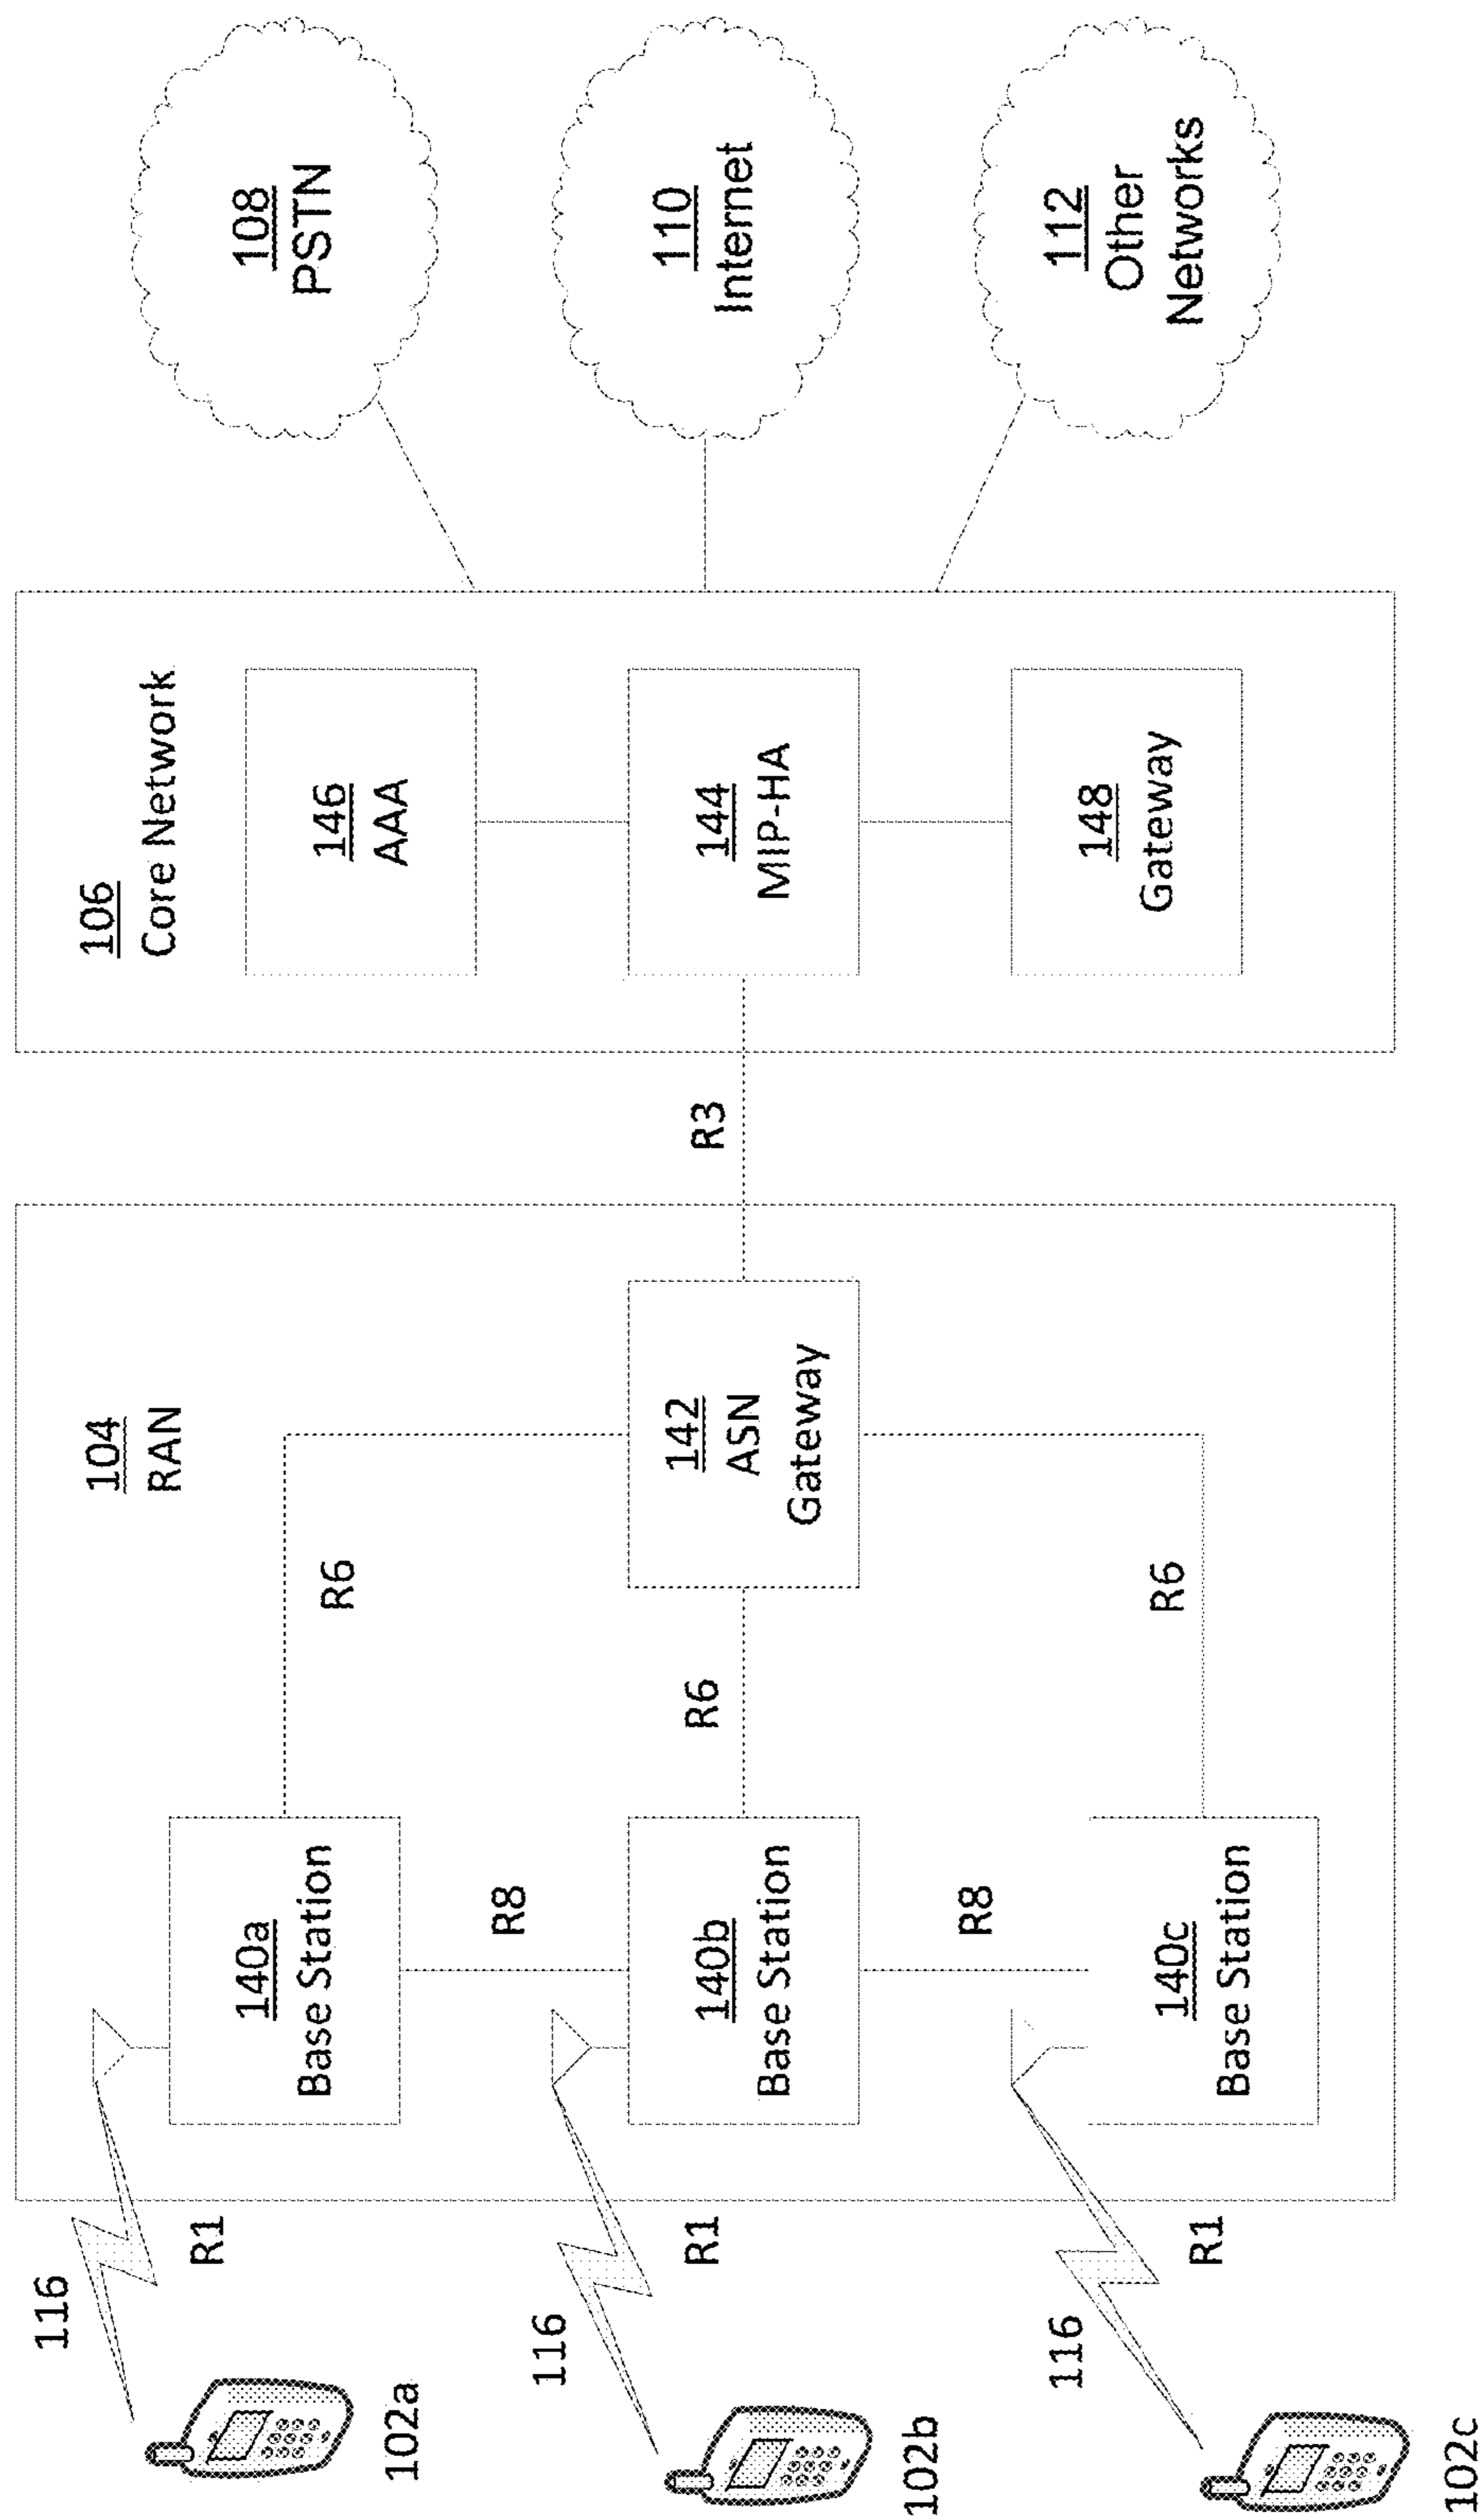 116
R1
102a
116
R1
102b
116
R1
102c
104
RAN
140a
Base Station
R8
140b
Base Station
R8
140c
Base Station
R6
R6
R6
142
ASN
Gateway
R3
106
Core Network
146
AAA
144
MIP-HA
148
Gateway
108
PSTN
110
Internet
112
Other
Networks